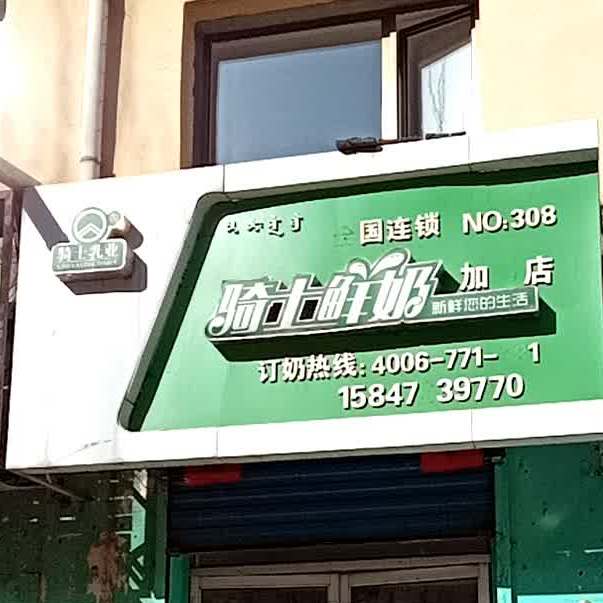 骑士乳业
全国连锁 NO:308
骑士鲜奶 加 店
新鲜您的生活
订奶热线: 4006-771- 1
15847 39770